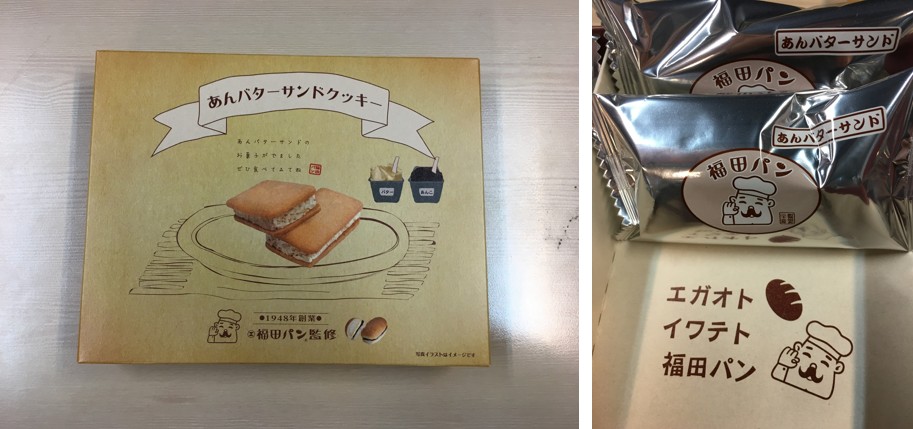 あんバターサンドクッキー
あんバターサンドの
お菓子ができました
ぜひ食べてみてね
バター
あんこ
●1948年創業●
福田パン監修
写真イラストはイメージです
あんバターサンド
福田パン
あんバターサンド
福田パン
エガオト
イワテト
福田パン